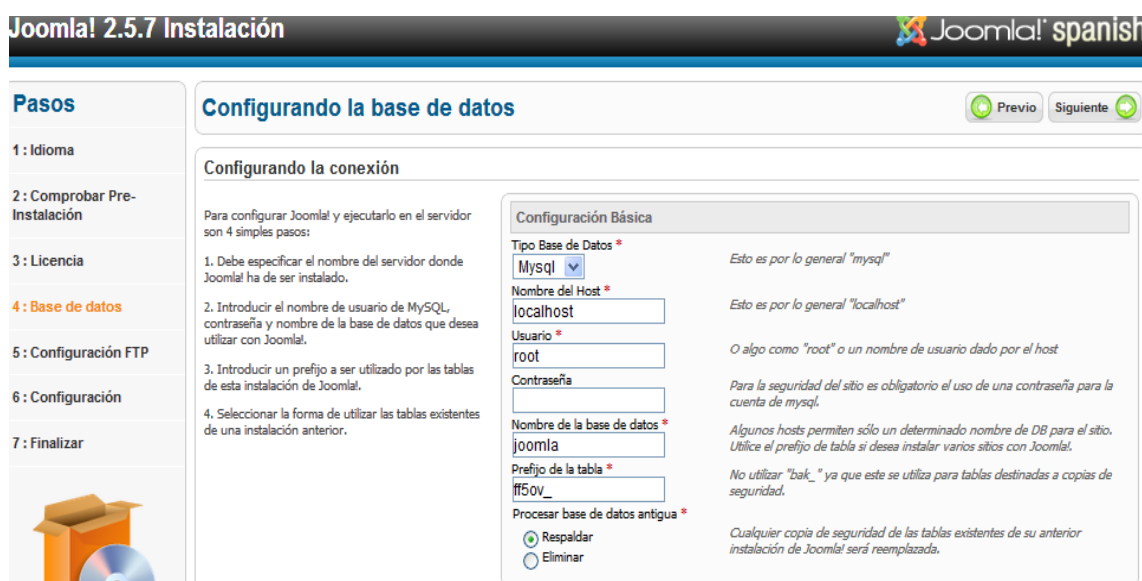 Joomla! 2.5.7 Instalación
Joomla! spanish
Pasos
1 : Idioma
2 : Comprobar Pre-
Instalación
3 : Licencia
4 : Base de datos
5 : Configuración FTP
6 : Configuración
7 : Finalizar
Configurando la base de datos
Previo
Siguiente
Configurando la conexión
Para configurar Joomla! y ejecutarlo en el servidor
son 4 simples pasos:
1. Debe especificar el nombre del servidor donde
Joomla! ha de ser instalado.
2. Introducir el nombre de usuario de MySQL,
contraseña y nombre de la base de datos que desea
utilizar con Joomla!.
3. Introducir un prefijo a ser utilizado por las tablas
de esta instalación de Joomla!.
4. Seleccionar la forma de utilizar las tablas existentes
de una instalación anterior.
Configuración Básica
Tipo Base de Datos *
Mysql
Esto es por lo general "mysql"
Nombre del Host *
localhost
Esto es por lo general "localhost"
Usuario *
root
O algo como "root" o un nombre de usuario dado por el host
Contraseña
Para la seguridad del sitio es obligatorio el uso de una contraseña para la
cuenta de mysql.
Nombre de la base de datos *
joomla
Algunos hosts permiten sólo un determinado nombre de DB para el sitio.
Utilice el prefijo de tabla si desea instalar varios sitios con Joomla!.
Prefijo de la tabla *
ff5ov_
No utilizar "bak_" ya que este se utiliza para tablas destinadas a copias de
seguridad.
Procesar base de datos antigua *
Respaldar
Eliminar
Cualquier copia de seguridad de las tablas existentes de su anterior
instalación de Joomla! será reemplazada.